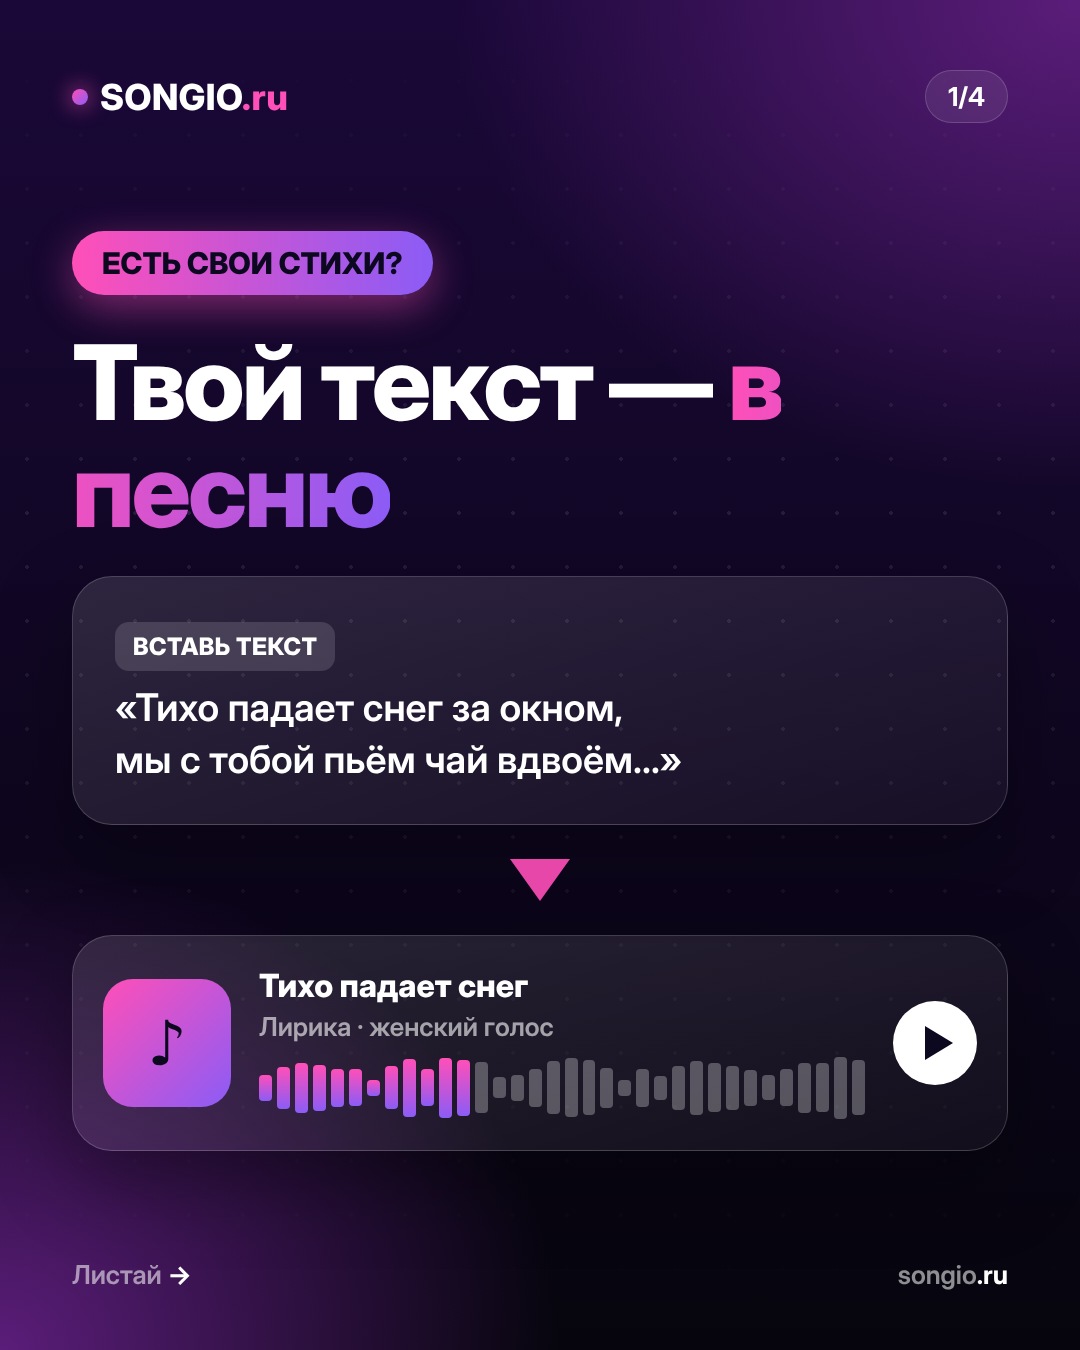 SONGIO.ru
1/4
ЕСТЬ СВОИ СТИХИ?
Твой текст — в
песню
ВСТАВЬ ТЕКСТ
«Тихо падает снег за окном,
мы с тобой пьём чай вдвоём...»
Тихо падает снег
Лирика · женский голос
Листай →
songio.ru